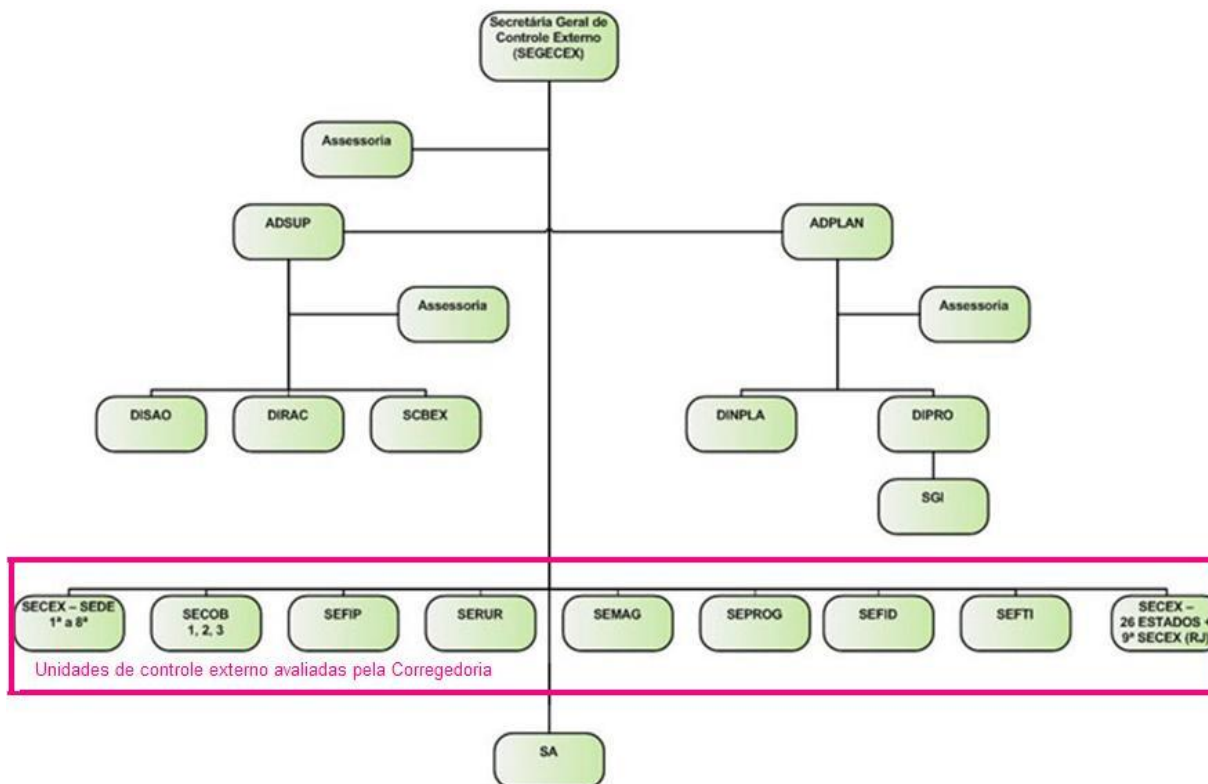 Secretária Geral de
Controle Externo
(SEGECEX)
Assessoria
ADSUP
ADPLAN
Assessoria
Assessoria
DISAO
DIRAC
SCBEX
DINPLA
DIPRO
SGI
SECEX – SEDE
1ª a 8ª
SECOB
1, 2, 3
SEFIP
SERUR
SEMAG
SEPROG
SEFID
SEFTI
SECEX –
26 ESTADOS +
9ª SECEX (RJ)
Unidades de controle externo avaliadas pela Corregedoria
SA